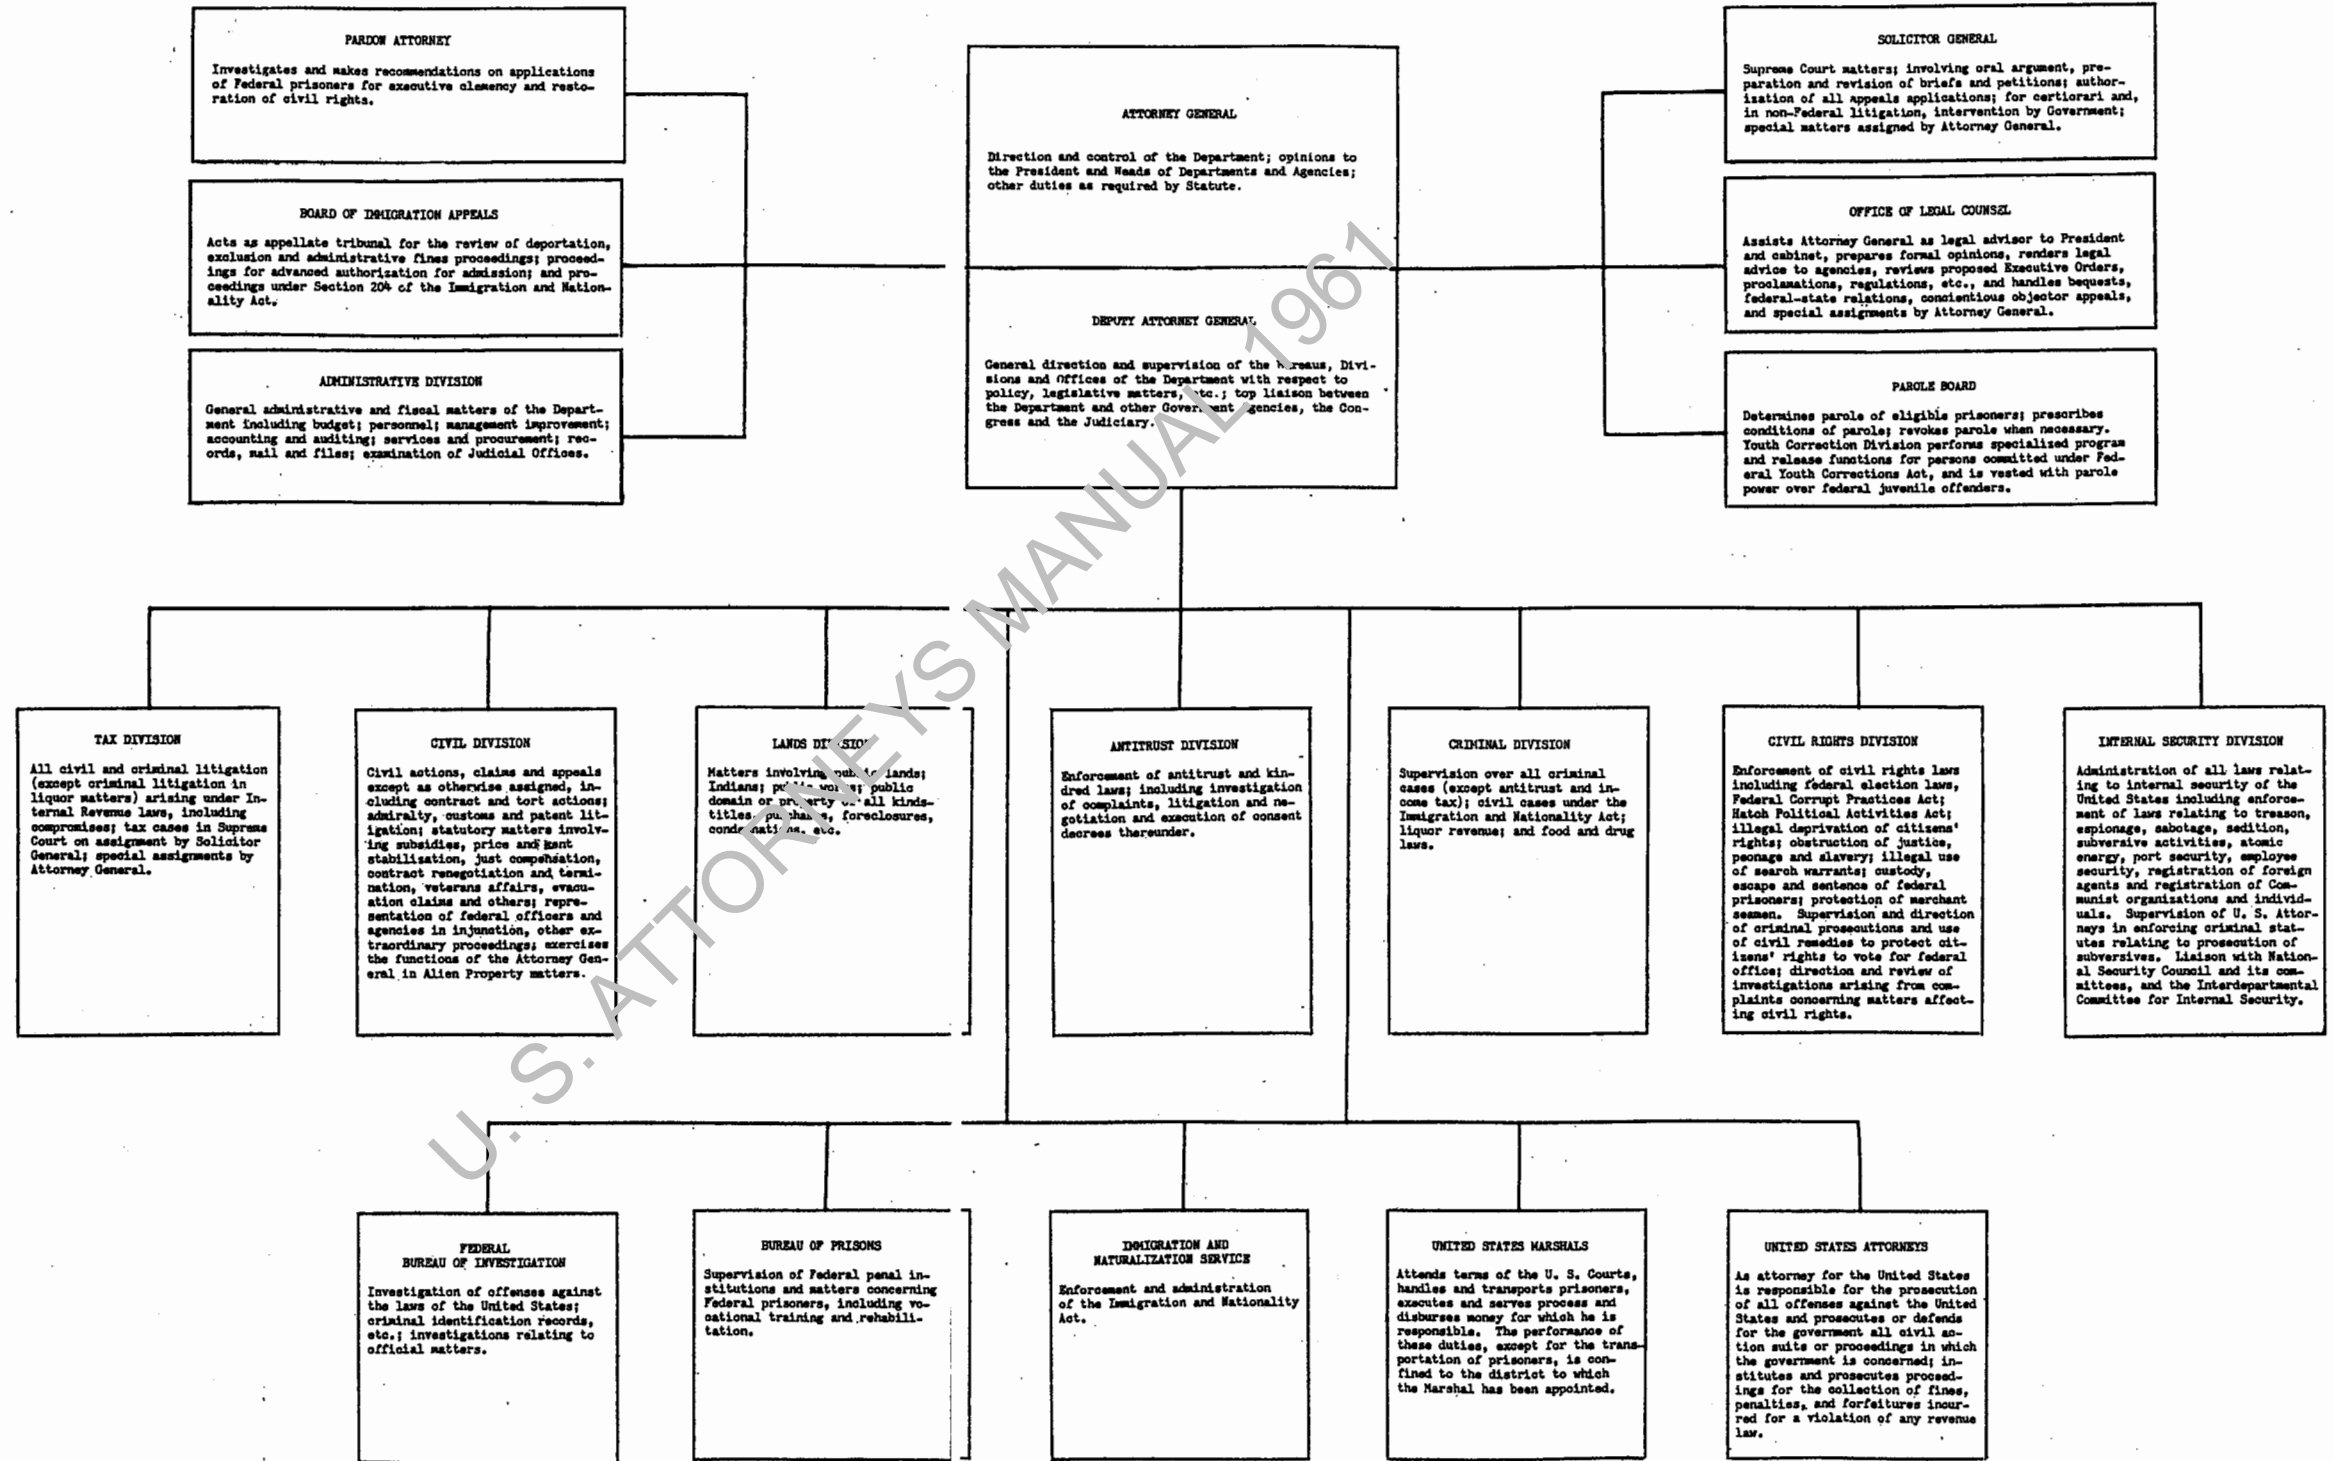 PARDON ATTORNEY
Investigates and makes recommendations on applications
of Federal prisoners for executive clemency and resto-
ration of civil rights.
BOARD OF IMMIGRATION APPEALS
Acts as appellate tribunal for the review of deportation,
exclusion and administrative fines proceedings; proceed-
ings for advanced authorization for admission; and pro-
ceedings under Section 204 of the Immigration and Nation-
ality Act.
ADMINISTRATIVE DIVISION
General administrative and fiscal matters of the Depart-
ment including budget; personnel; management improvement;
accounting and auditing; services and procurement; rec-
ords, mail and files; examination of Judicial Offices.
ATTORNEY GENERAL
Direction and control of the Department; opinions to
the President and Heads of Departments and Agencies;
other duties as required by Statute.
DEPUTY ATTORNEY GENERAL
General direction and supervision of the Bureaus, Divi-
sions and Offices of the Department with respect to
policy, legislative matters, etc.; top liaison between
the Department and other Government Agencies, the Con-
gress and the Judiciary.
SOLICITOR GENERAL
Supreme Court matters; involving oral argument, pre-
paration and revision of briefs and petitions; author-
ization of all Appeals applications; for certiorari and,
in non-Federal litigation, intervention by Government;
special matters assigned by Attorney General.
OFFICE OF LEGAL COUNSEL
Assists Attorney General as legal advisor to President
and cabinet, prepares formal opinions, renders legal
advice to agencies, reviews proposed Executive Orders,
proclamations, regulations, etc., and handles bequests,
federal-state relations, concientious objector appeals,
and special assignments by Attorney General.
PAROLE BOARD
Determines parole of eligible prisoners; prescribes
conditions of parole; revokes parole when necessary.
Youth Correction Division performs specialized program
and release functions for persons committed under Fed-
eral Youth Corrections Act, and is vested with parole
power over federal juvenile offenders.
TAX DIVISION
All civil and criminal litigation
(except criminal litigation in
liquor matters) arising under In-
ternal Revenue laws, including
compromises; tax cases in Supreme
Court on assignment by Solicitor
General; special assignments by
Attorney General.
CIVIL DIVISION
Civil actions, claims and appeals
except as otherwise assigned, in-
cluding contract and tort actions;
admiralty, customs and patent lit-
igation; statutory matters involv-
ing subsidies, price and rent
stabilization, just compensation,
contract renegotiation and termi-
nation, veterans affairs, evacu-
ation claims and others; repre-
sentation of federal officers and
agencies in injunction, other ex-
traordinary proceedings; exercises
the functions of the Attorney Gen-
eral in Alien Property matters.
LANDS DIVISION
Matters involving public lands;
Indians; public works; public
domain or property of all kinds-
titles, purchase, foreclosures,
condemnations, etc.
ANTITRUST DIVISION
Enforcement of antitrust and kin-
dred laws; including investigation
of complaints, litigation and ne-
gotiation and execution of consent
decrees thereunder.
CRIMINAL DIVISION
Supervision over all criminal
cases (except antitrust and in-
come tax); civil cases under the
Immigration and Nationality Act;
liquor revenue; and food and drug
laws.
CIVIL RIGHTS DIVISION
Enforcement of civil rights laws
including federal election laws,
Federal Corrupt Practices Act;
Hatch Political Activities Act;
illegal deprivation of citizens'
rights; obstruction of justice,
peonage and slavery; illegal use
of search warrants; custody,
escape and sentence of federal
prisoners; protection of merchant
seamen. Supervision and direction
of criminal prosecutions and use
of civil remedies to protect cit-
izens' rights to vote for federal
office; direction and review of
investigations arising from com-
plaints concerning matters affect-
ing civil rights.
INTERNAL SECURITY DIVISION
Administration of all laws relat-
ing to internal security of the
United States including enforce-
ment of laws relating to treason,
espionage, sabotage, sedition,
subversive activities, atomic
energy, port security, employee
security, registration of foreign
agents and registration of Com-
munist organizations and individ-
uals. Supervision of U. S. Attor-
neys in enforcing criminal stat-
utes relating to prosecution of
subversives. Liaison with Nation-
al Security Council and its com-
mittees, and the Interdepartmental
Committee for Internal Security.
FEDERAL
BUREAU OF INVESTIGATION
Investigation of offenses against
the laws of the United States;
criminal identification records,
etc.; investigations relating to
official matters.
BUREAU OF PRISONS
Supervision of Federal penal in-
stitutions and matters concerning
Federal prisoners, including vo-
cational training and rehabili-
tation.
IMMIGRATION AND
NATURALIZATION SERVICE
Enforcement and administration
of the Immigration and Nationality
Act.
UNITED STATES MARSHALS
Attends terms of the U. S. Courts,
handles and transports prisoners,
executes and serves process and
disburses money for which he is
responsible. The performance of
these duties, except for the trans-
portation of prisoners, is con-
fined to the district to which
the Marshal has been appointed.
UNITED STATES ATTORNEYS
As attorney for the United States
is responsible for the prosecution
of all offenses against the United
States and prosecutes or defends
for the government all civil ac-
tion suits or proceedings in which
the government is concerned; in-
stitutes and prosecutes proceed-
ings for the collection of fines,
penalties, and forfeitures incur-
red for a violation of any revenue
law.
U. S. ATTORNEYS MANUAL 1961